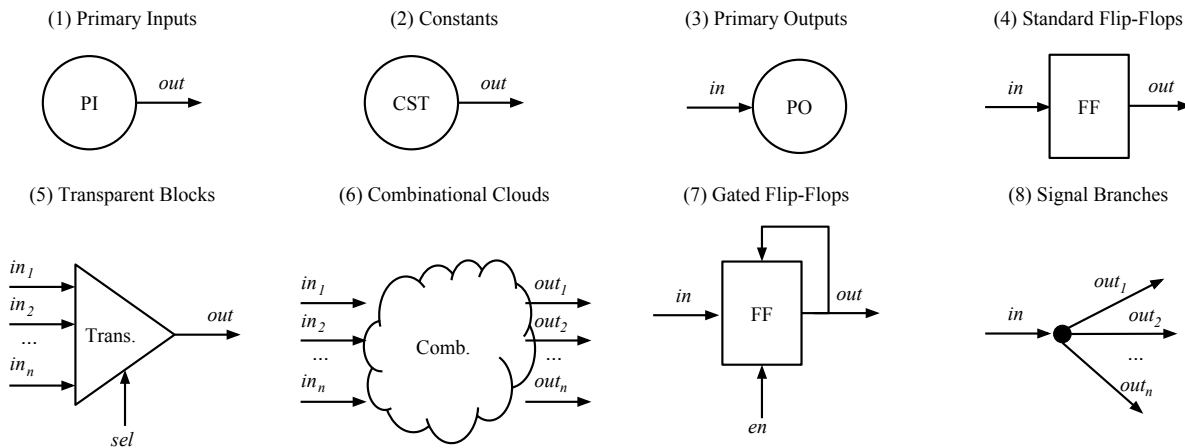 (1) Primary Inputs
(2) Constants
(3) Primary Outputs
(4) Standard Flip-Flops
PI
out
CST
out
in
PO
in
FF
out
(5) Transparent Blocks
(6) Combinational Clouds
(7) Gated Flip-Flops
(8) Signal Branches
in1
in2
...
inn
Trans.
sel
out
in1
in2
...
inn
Comb.
out1
out2
...
outn
in
FF
out
en
in
out1
out2
...
outn